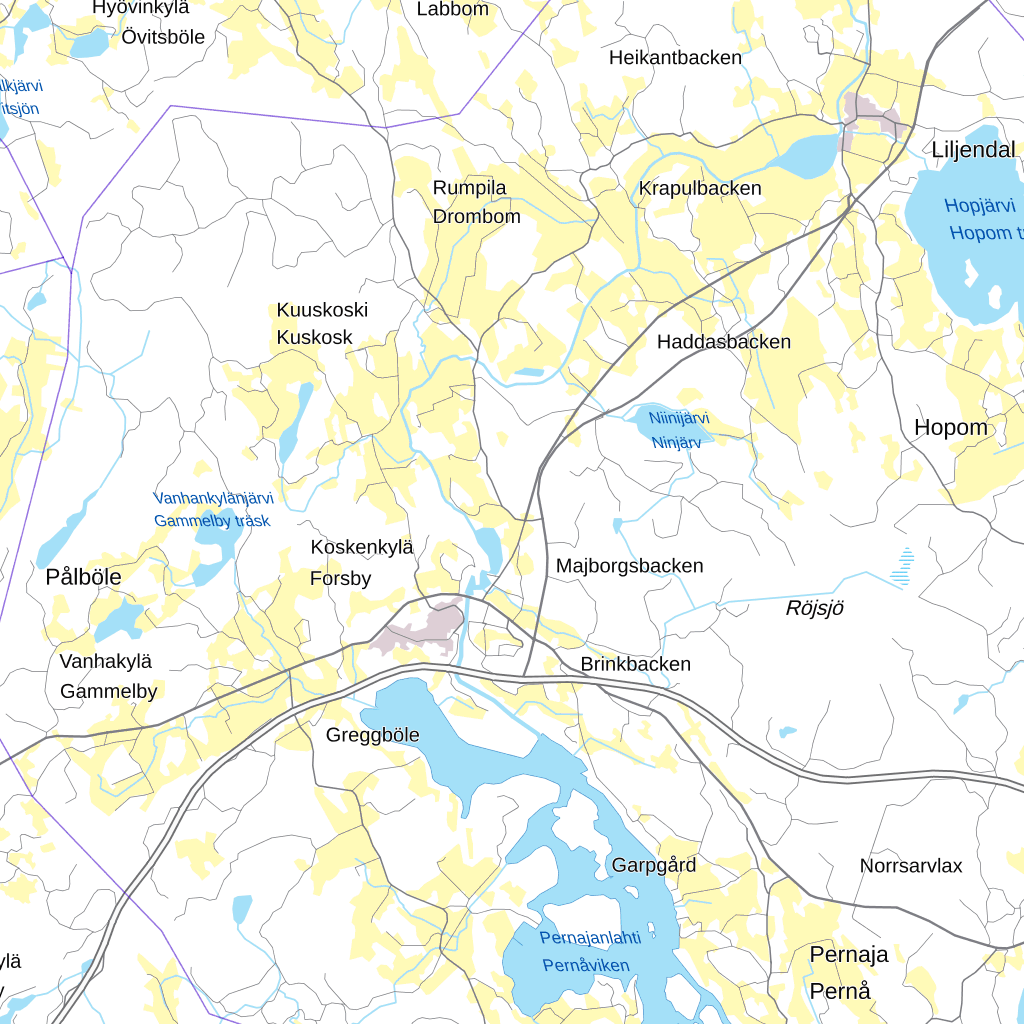 Hyövinkylä
Labbom
Övitsböle
Heikantbacken
Liljendal
Rumpila
Drombom
Krapulbacken
Hopjärvi
Hopom
Kuuskoski
Kuskosk
Haddasbacken
Niinijärvi
Ninjärv
Hopom
Vanhankylänjärvi
Gammelby träsk
Koskenkylä
Forsby
Majborgsbacken
Pålböle
Röjsjö
Vanhakylä
Gammelby
Brinkbacken
Greggböle
Garpgård
Norrsarvlax
Pernajanlahti
Pernåviken
Pernaja
Pernå